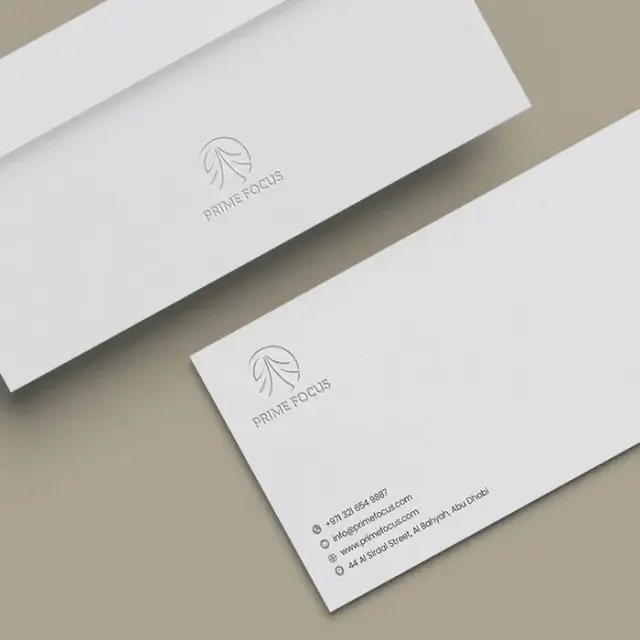 PRIME FOCUS
PRIME FOCUS
+971 321 654 9887
info@primefocus.com
www.primefocus.com
44 Al Sirdal Street, Al Bahyah, Abu Dhabi